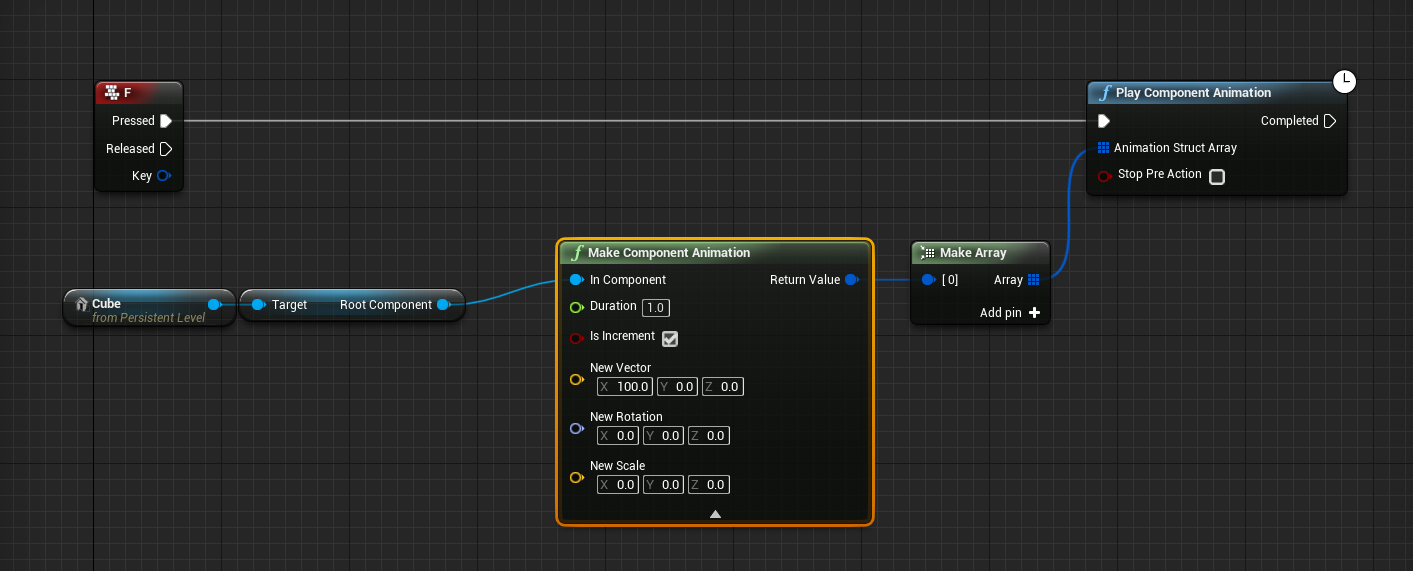 F
Pressed
Released
Key
Play Component Animation
Completed
Animation Struct Array
Stop Pre Action
Cube
from Persistent Level
Target Root Component
Make Component Animation
In Component Return Value
Duration 1.0
Is Increment
New Vector
X 100.0 Y 0.0 Z 0.0
New Rotation
X 0.0 Y 0.0 Z 0.0
New Scale
X 0.0 Y 0.0 Z 0.0
Make Array
[0] Array
Add pin